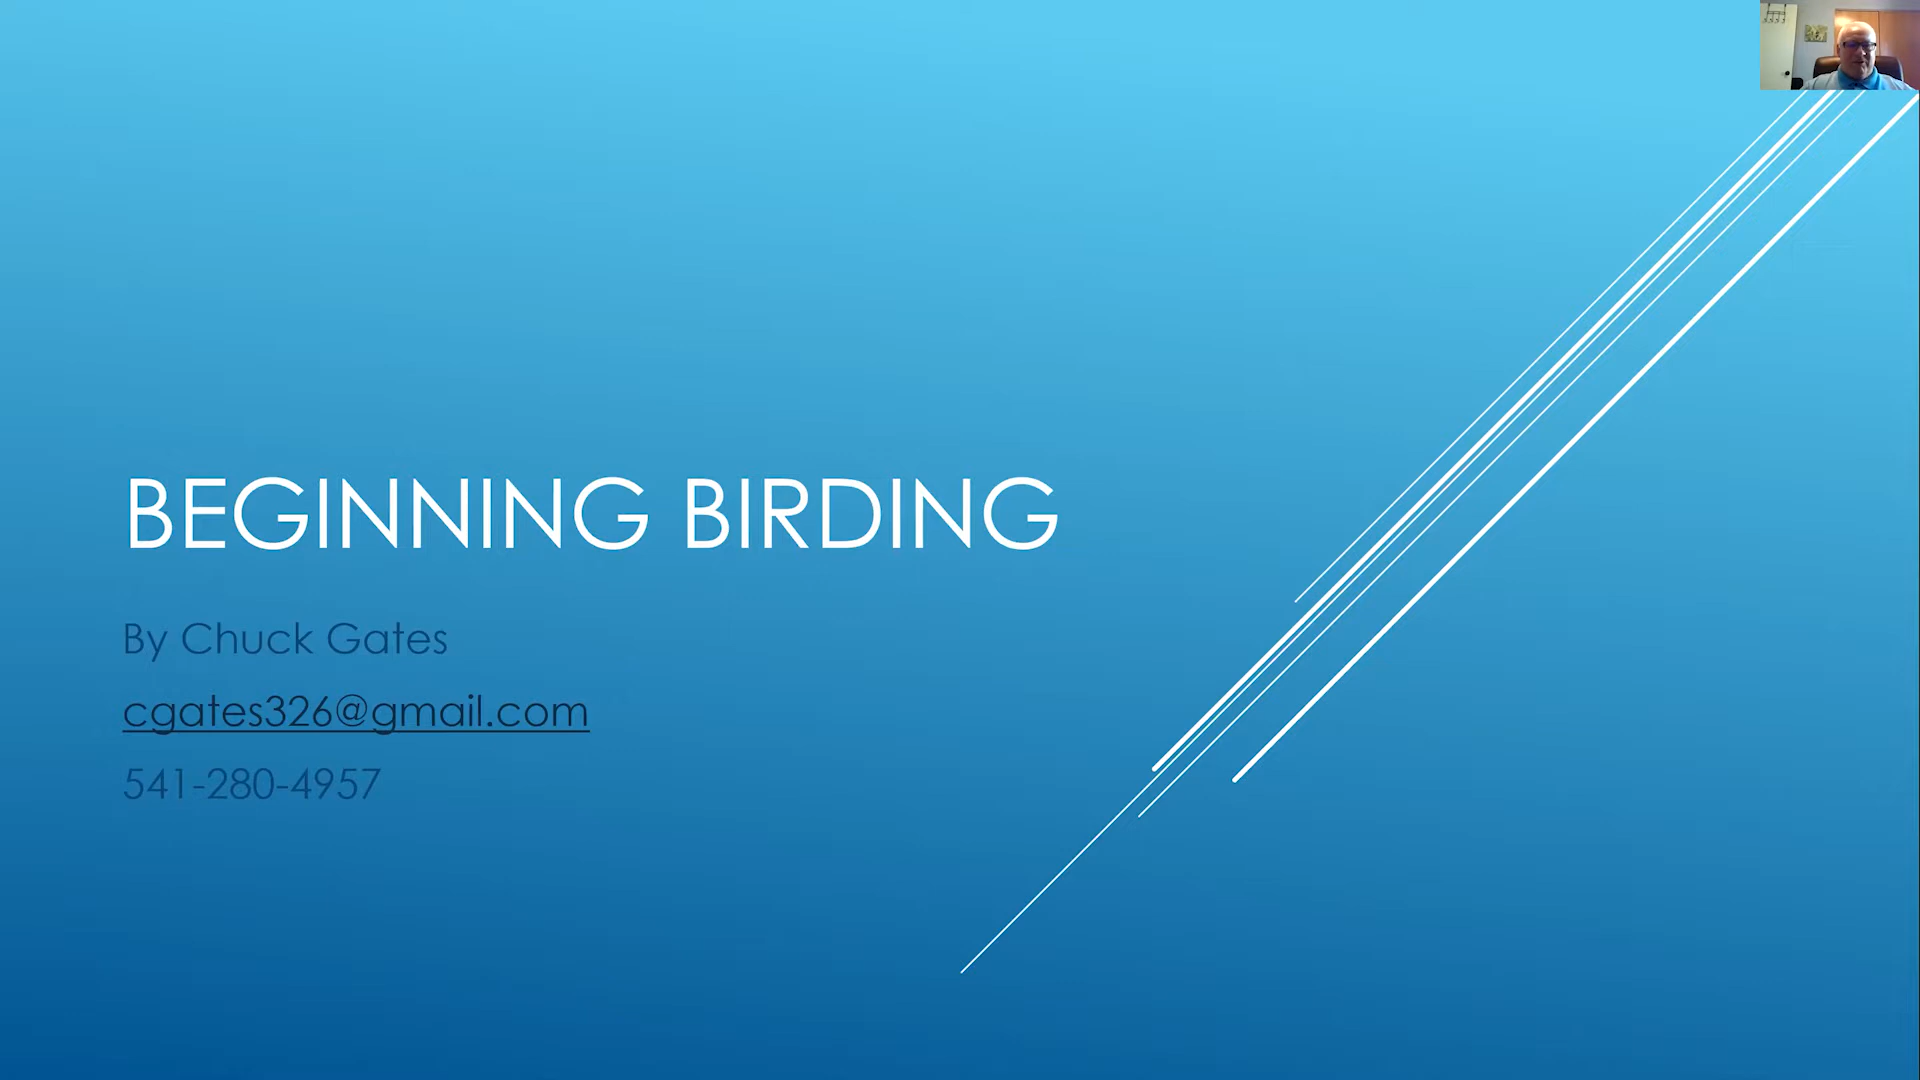 BEGINNING BIRDING
By Chuck Gates
cgates326@gmail.com
541-280-4957